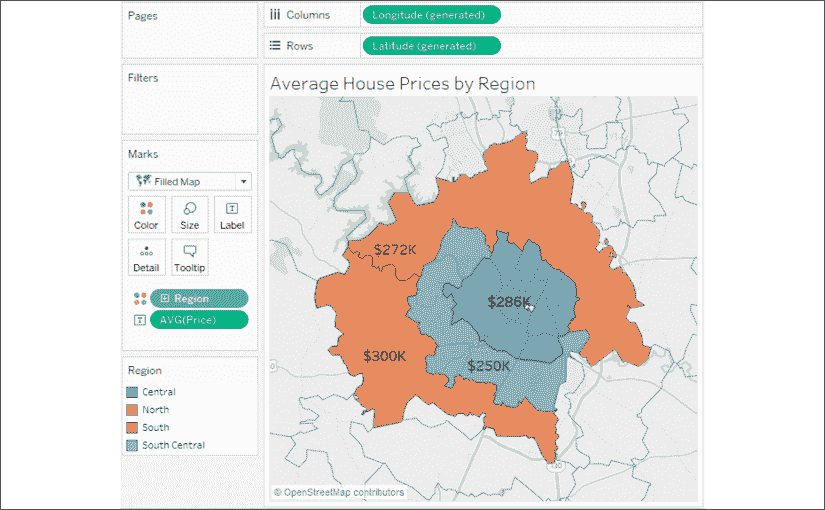 Pages
Columns
Longitude (generated)
Rows
Latitude (generated)
Filters
Marks
Filled Map
Color
Size
Label
Detail
Tooltip
Region
AVG(Price)
Region
Central
North
South
South Central
Average House Prices by Region
$272K
$286K
$300K
$250K
130
© OpenStreetMap contributors